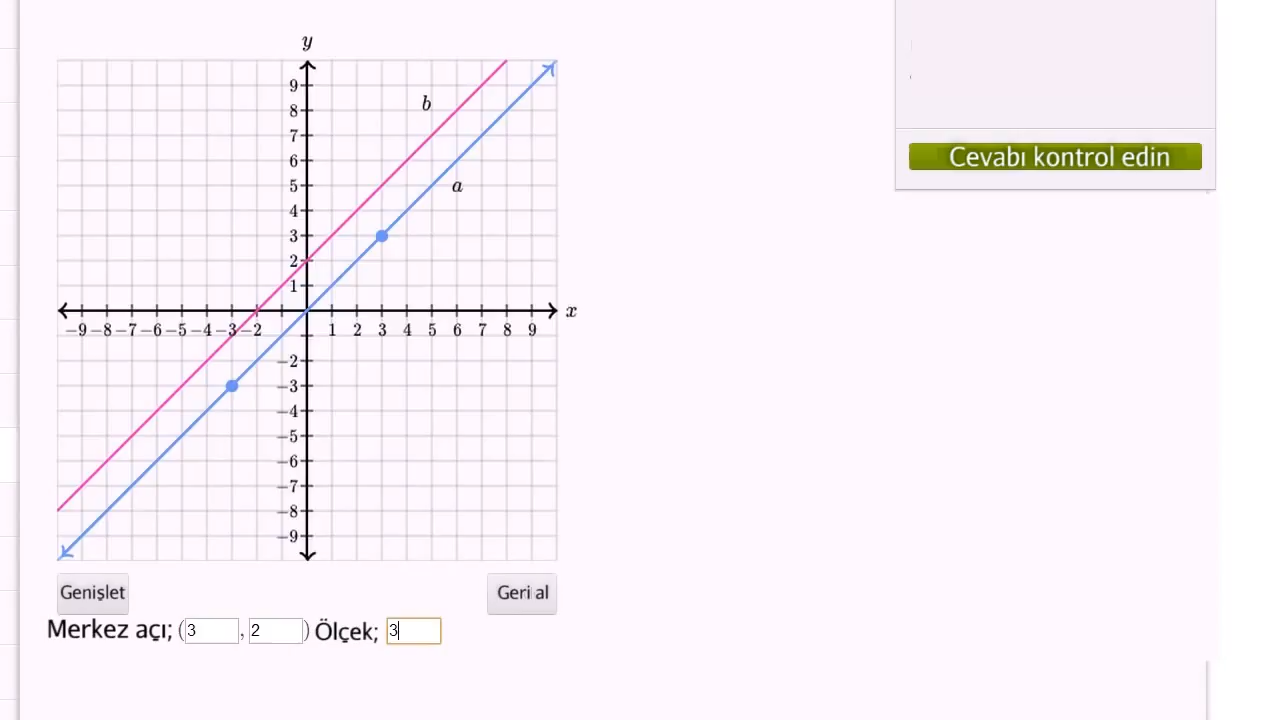 y
9
8
7
6
5
4
3
2
1
b
a
x
−9 −8 −7 −6 −5 −4 −3 −2 1 2 3 4 5 6 7 8 9
−2
−3
−4
−5
−6
−7
−8
−9
Cevabı kontrol edin
Genişlet
Geri al
Merkez açı; (3 , 2) Ölçek; 3